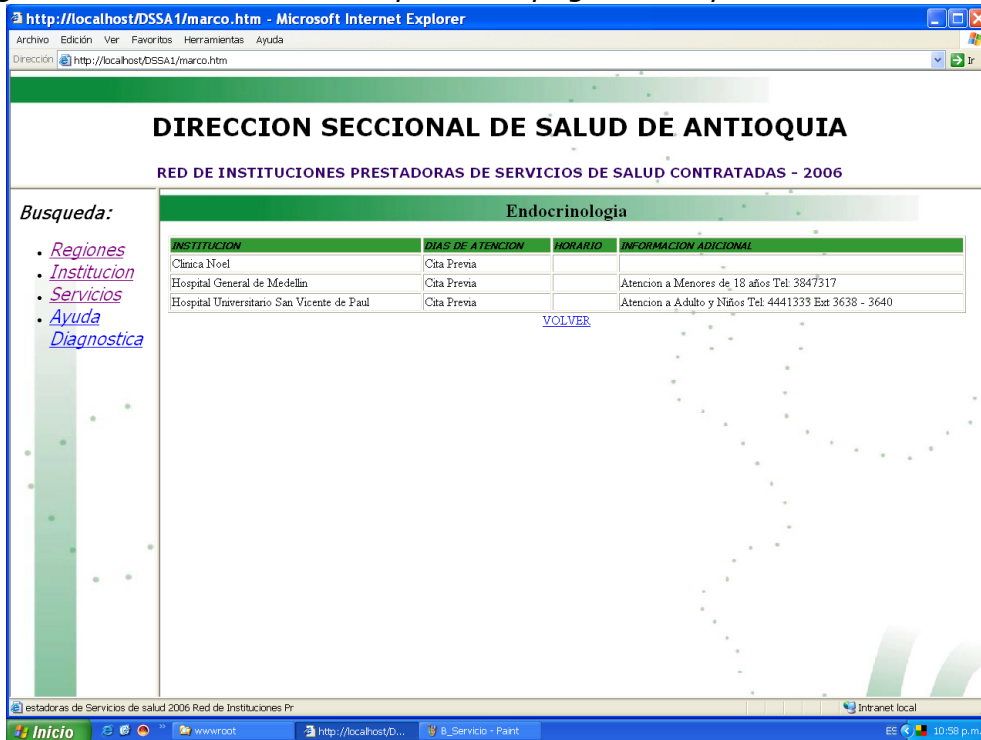 http://localhost/DSSA1/marco.htm - Microsoft Internet Explorer
Archivo Edición Ver Favoritos Herramientas Ayuda
Dirección http://localhost/DSSA1/marco.htm Ir
DIRECCION SECCIONAL DE SALUD DE ANTIOQUIA
RED DE INSTITUCIONES PRESTADORAS DE SERVICIOS DE SALUD CONTRATADAS - 2006
Busqueda:
Regiones
Institucion
Servicios
Ayuda
Diagnostica
Endocrinologia
INSTITUCION DIAS DE ATENCION HORARIO INFORMACION ADICIONAL
Clinica Noel Cita Previa
Hospital General de Medellin Cita Previa Atencion a Menores de 18 años Tel: 3847317
Hospital Universitario San Vicente de Paul Cita Previa Atencion a Adulto y Niños Tel: 4441333 Ext 3638 - 3640
VOLVER
estadoras de Servicios de salud 2006 Red de Instituciones Pr Intranet local
Inicio » wwwroot http://localhost/D... B_Servicio - Paint ES 10:58 p.m.